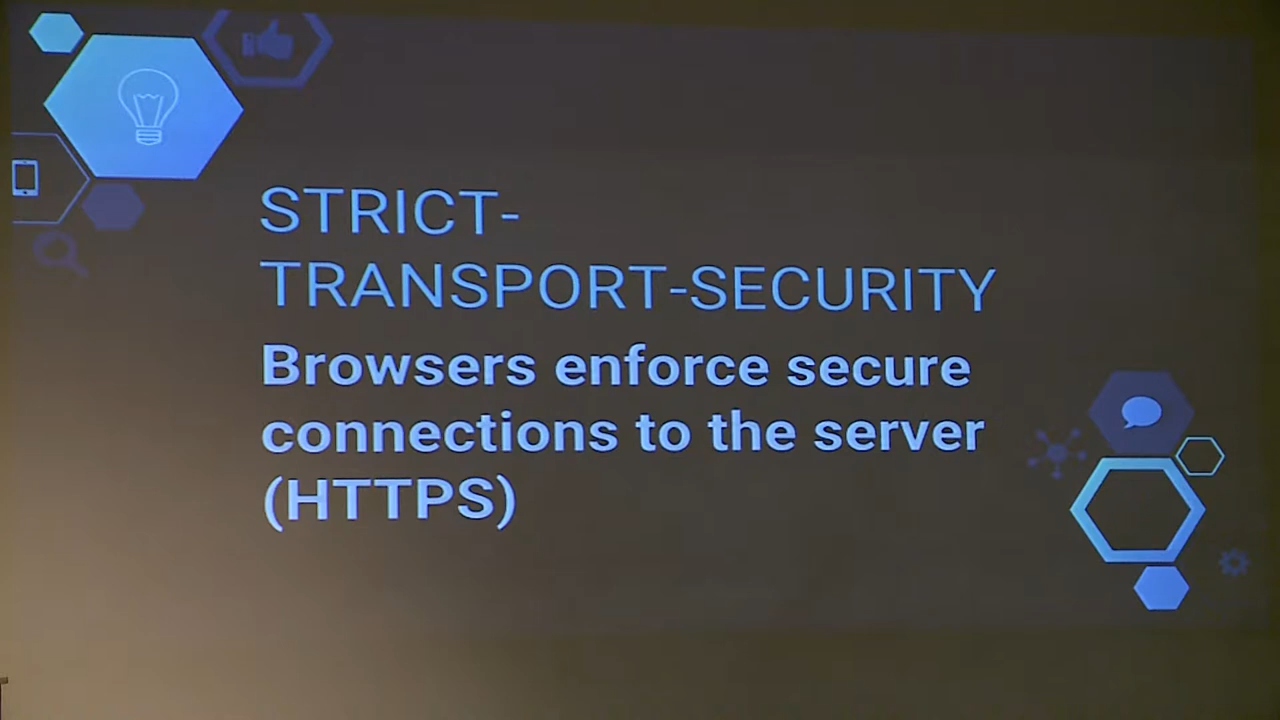 STRICT-
TRANSPORT-SECURITY
Browsers enforce secure
connections to the server
(HTTPS)